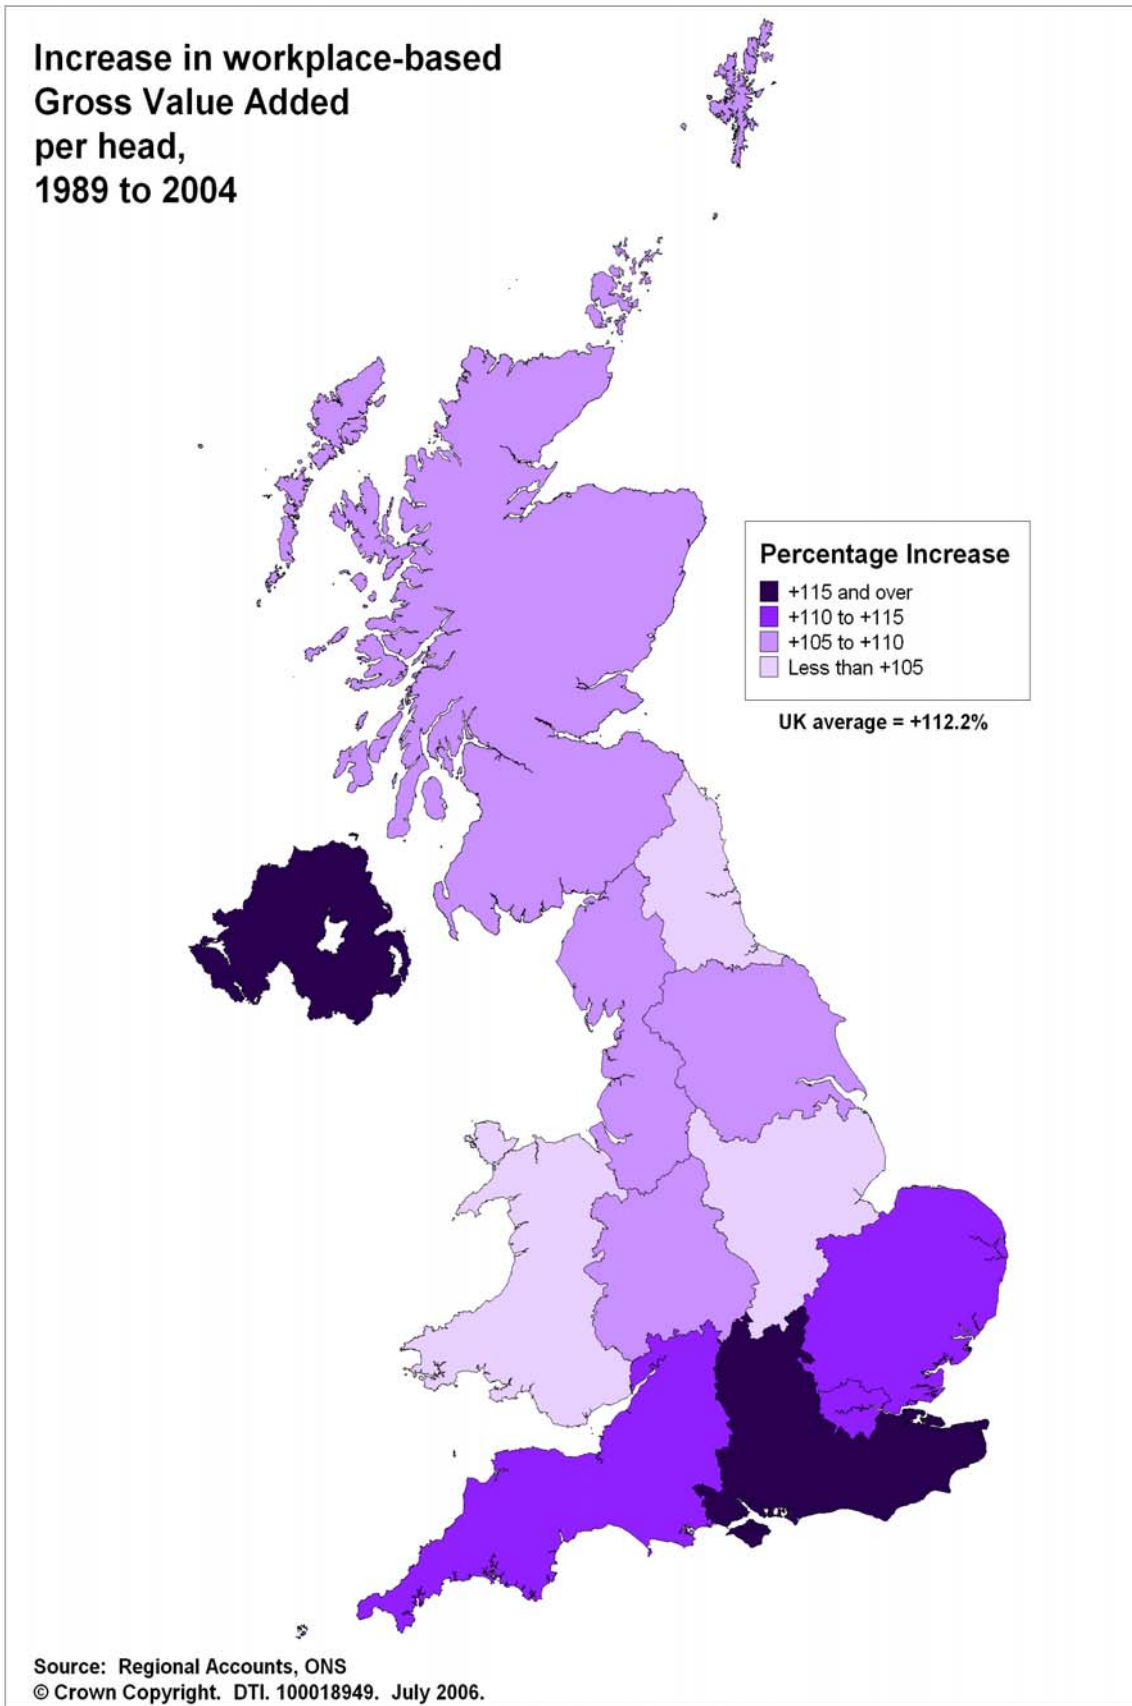 Increase in workplace-based
Gross Value Added
per head,
1989 to 2004
Percentage Increase
+115 and over
+110 to +115
+105 to +110
Less than +105
UK average = +112.2%
Source:  Regional Accounts, ONS
© Crown Copyright.  DTI. 100018949.  July 2006.